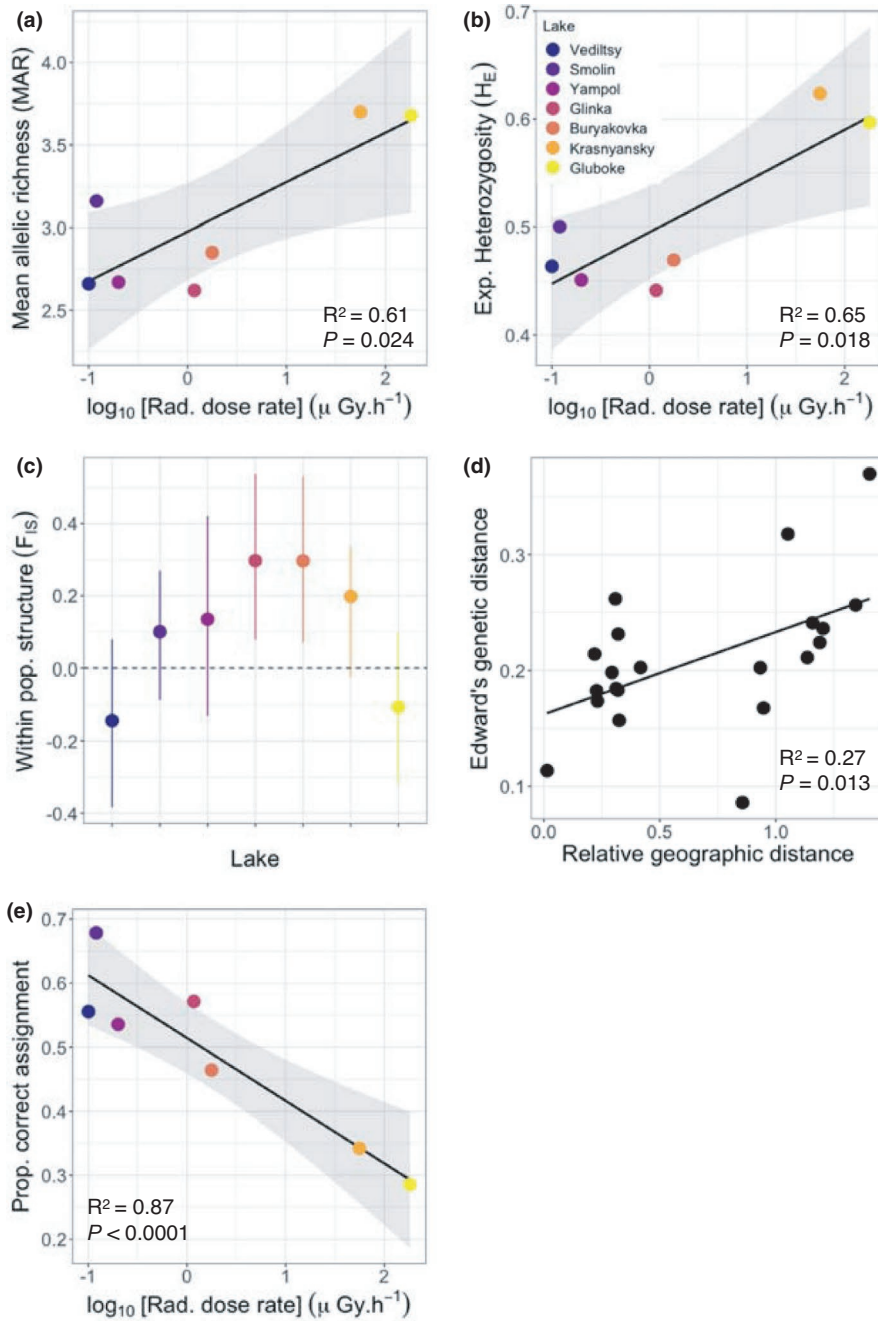 (a)
Mean allelic richness (MAR)
4.0
3.5
3.0
2.5
R² = 0.61
P = 0.024
-1
0
1
2
log₁₀ [Rad. dose rate] (μ Gy.h⁻¹)
(b)
Exp. Heterozygosity (H_E)
0.7
0.6
0.5
0.4
Lake
Vediltsy
Smolin
Yampol
Glinka
Buryakovka
Krasnyansky
Gluboke
R² = 0.65
P = 0.018
-1
0
1
2
log₁₀ [Rad. dose rate] (μ Gy.h⁻¹)
(c)
Within pop. structure (F_IS)
0.4
0.2
0.0
-0.2
-0.4
Lake
(d)
Edward's genetic distance
0.3
0.2
0.1
R² = 0.27
P = 0.013
0.0
0.5
1.0
Relative geographic distance
(e)
Prop. correct assignment
0.7
0.6
0.5
0.4
0.3
0.2
R² = 0.87
P < 0.0001
-1
0
1
2
log₁₀ [Rad. dose rate] (μ Gy.h⁻¹)